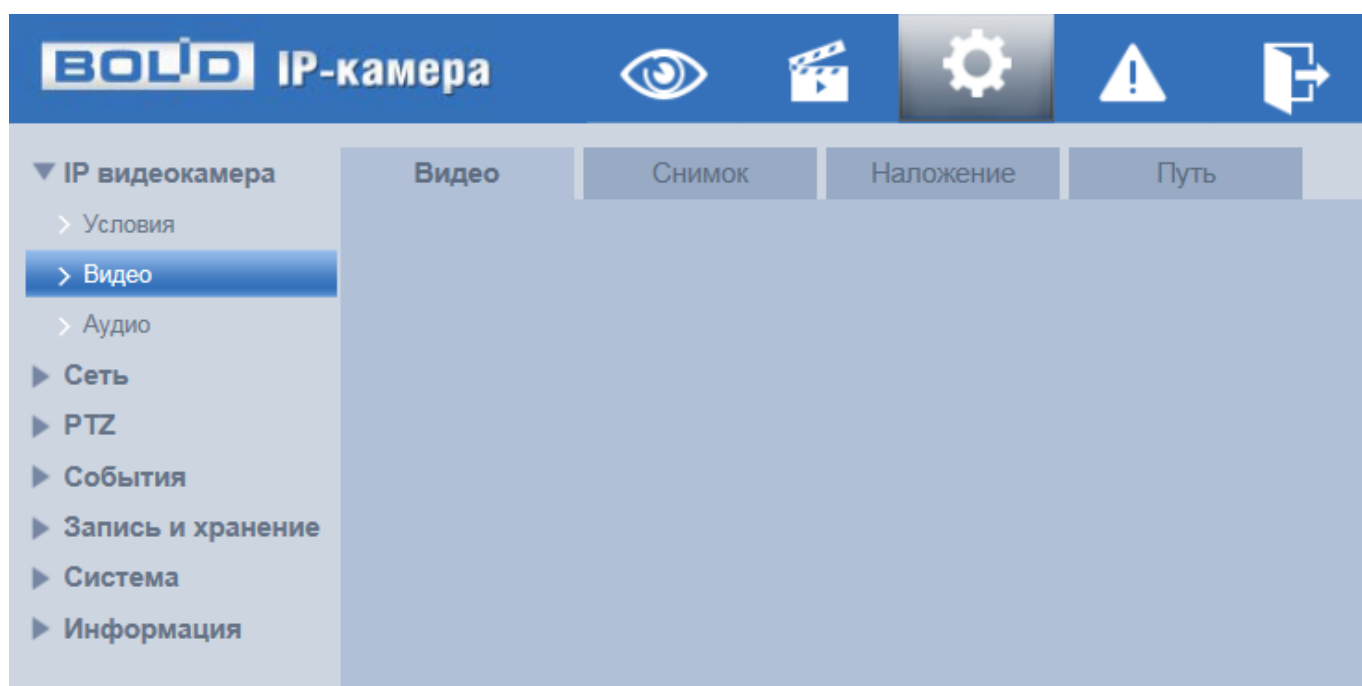 BOLID IP-камера
IP видеокамера
Условия
Видео
Аудио
Сеть
PTZ
События
Запись и хранение
Система
Информация
Видео Снимок Наложение Путь